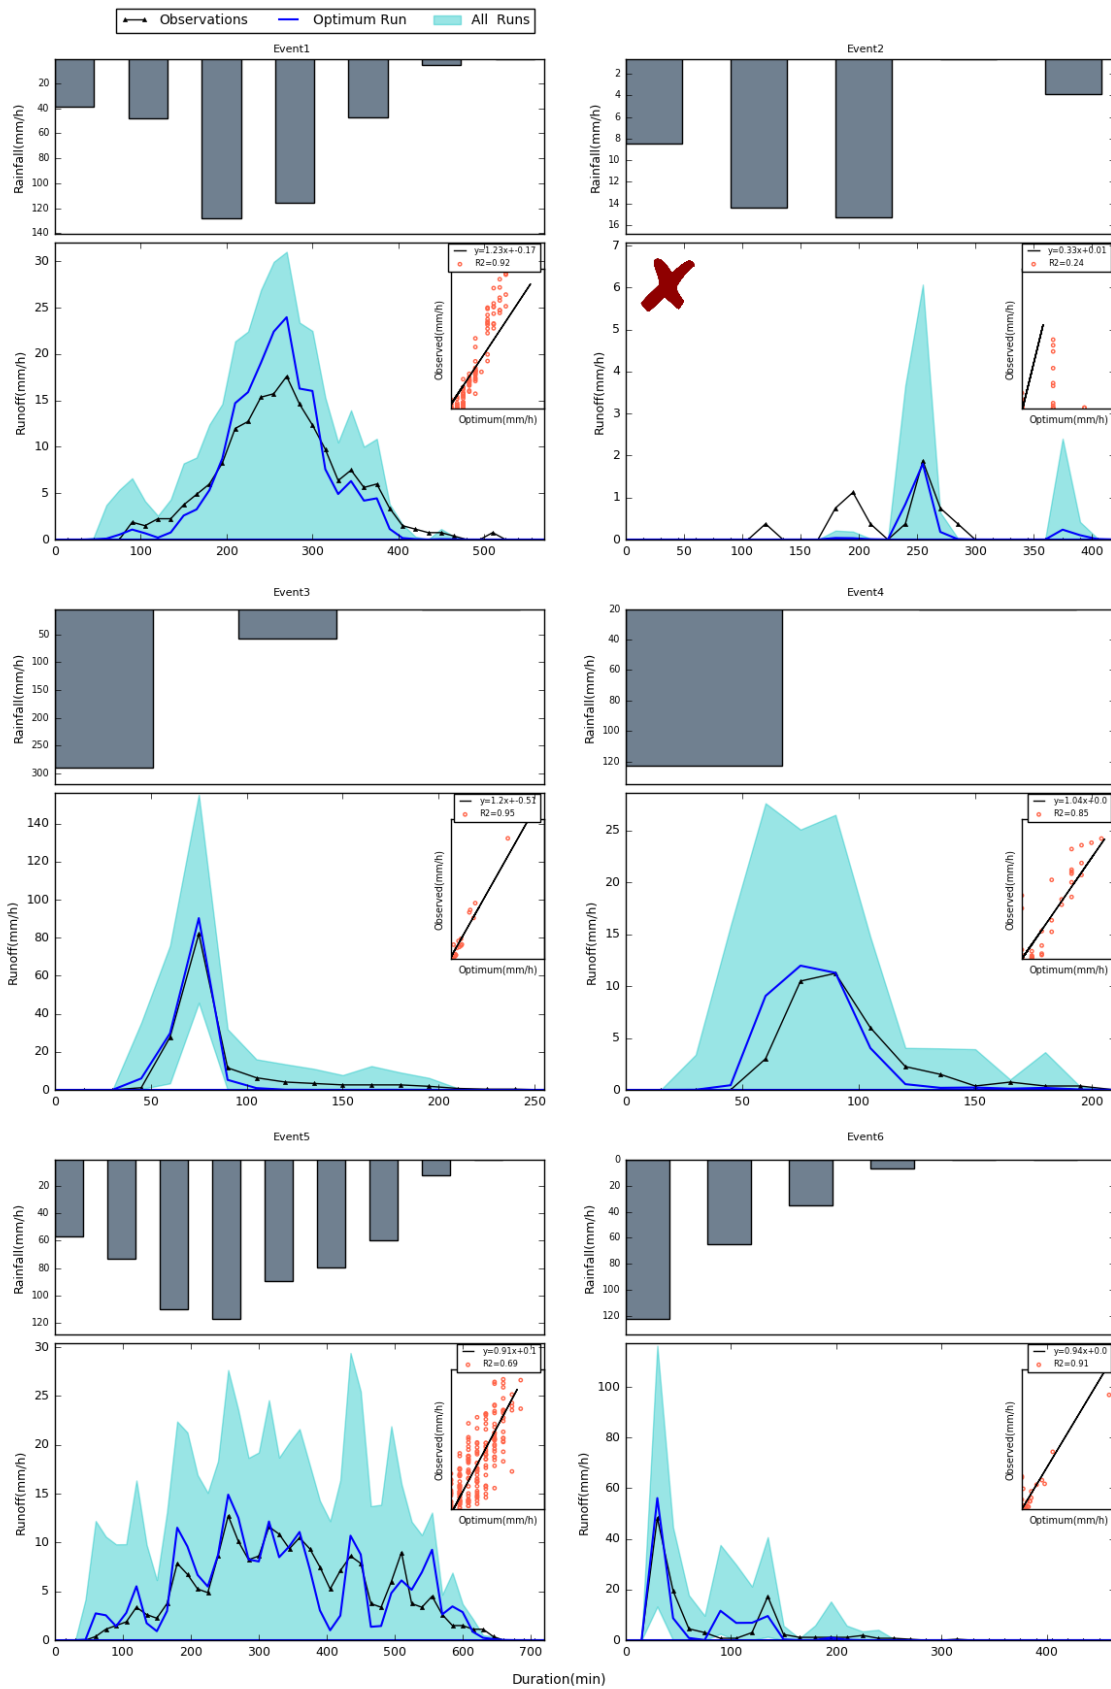 Observations Optimum Run All Runs
Event1
Rainfall(mm/h)
20
40
60
80
100
120
140
Runoff(mm/h)
30
25
20
15
10
5
0
0 100 200 300 400 500
y=1.23x+-0.17
R2=0.92
Observed(mm/h)
Optimum(mm/h)
Event2
Rainfall(mm/h)
2
4
6
8
10
12
14
16
Runoff(mm/h)
7
6
5
4
3
2
1
0
0 50 100 150 200 250 300 350 400
y=0.33x+0.01
R2=0.24
Observed(mm/h)
Optimum(mm/h)
Event3
Rainfall(mm/h)
50
100
150
200
250
300
Runoff(mm/h)
140
120
100
80
60
40
20
0
0 50 100 150 200 250
y=1.2x+-0.51
R2=0.95
Observed(mm/h)
Optimum(mm/h)
Event4
Rainfall(mm/h)
20
40
60
80
100
120
Runoff(mm/h)
25
20
15
10
5
0
0 50 100 150 200
y=1.04x+0.0
R2=0.85
Observed(mm/h)
Optimum(mm/h)
Event5
Rainfall(mm/h)
20
40
60
80
100
120
Runoff(mm/h)
30
25
20
15
10
5
0
0 100 200 300 400 500 600 700
y=0.91x+0.1
R2=0.69
Observed(mm/h)
Optimum(mm/h)
Event6
Rainfall(mm/h)
0
20
40
60
80
100
120
Runoff(mm/h)
100
80
60
40
20
0
0 100 200 300 400
y=0.94x+0.0
R2=0.91
Observed(mm/h)
Optimum(mm/h)
Duration(min)